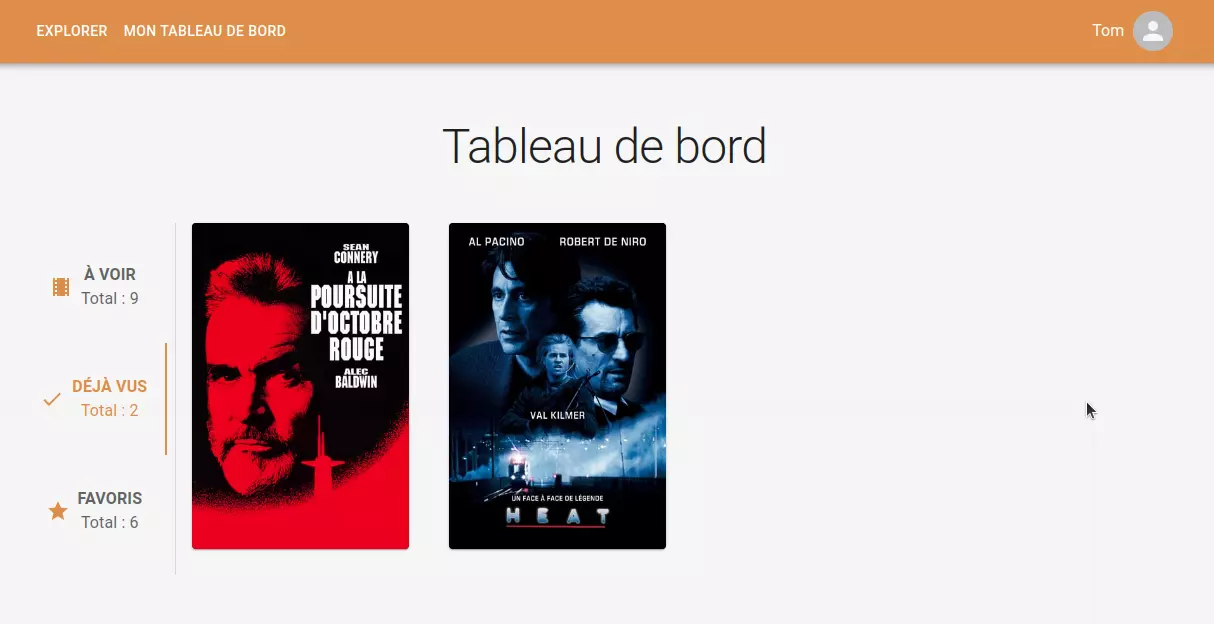 EXPLORER MON TABLEAU DE BORD
Tom
Tableau de bord
À VOIR
Total : 9
DÉJÀ VUS
Total : 2
FAVORIS
Total : 6
SEAN
CONNERY
A LA
POURSUITE
D'OCTOBRE
ROUGE
ALEC
BALDWIN
AL PACINO ROBERT DE NIRO
VAL KILMER
UN FACE À FACE DE LÉGENDE
HEAT